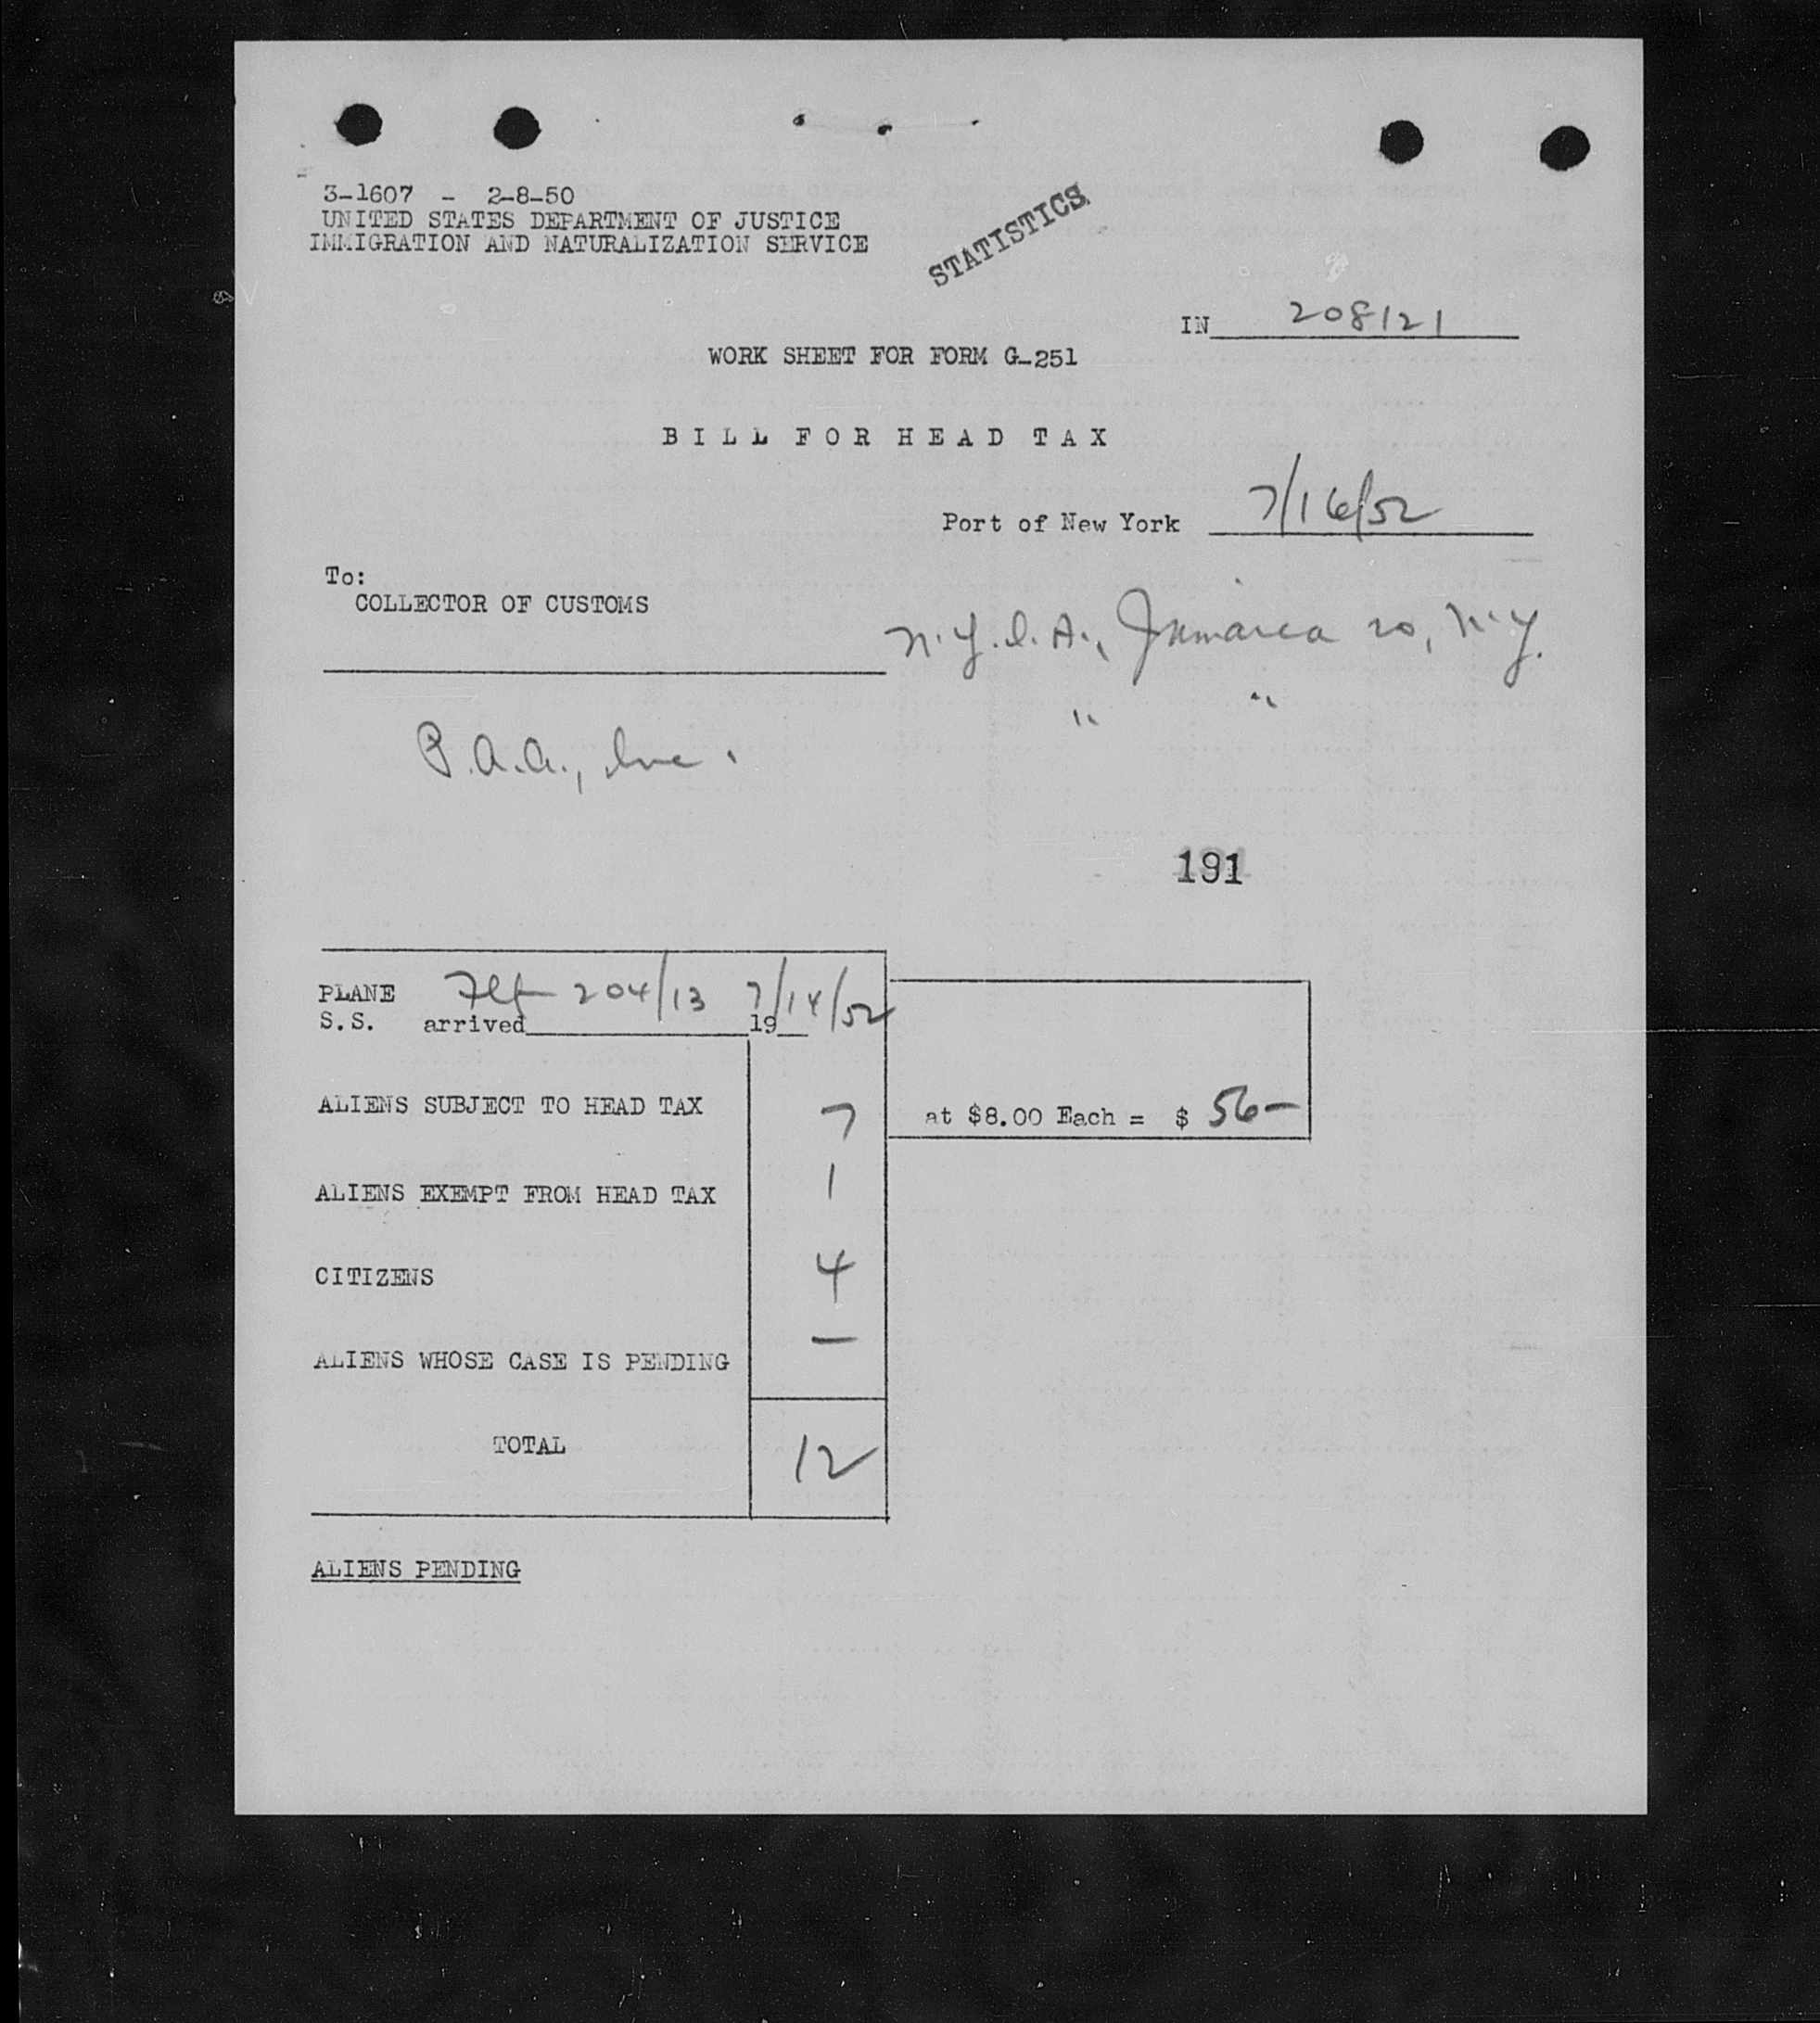 3-1607 - 2-8-50
UNITED STATES DEPARTMENT OF JUSTICE
IMMIGRATION AND NATURALIZATION SERVICE
STATISTICS
IN 208121
WORK SHEET FOR FORM G-251
BILL FOR HEAD TAX
Port of New York 7/16/52
To:
COLLECTOR OF CUSTOMS
N.Y.I.A., Jamaica 20, N.Y.
" "
P.A.A., Inc.
191
PLANE Flt 204/13 7/14/52
S.S. arrived 19
ALIENS SUBJECT TO HEAD TAX 7 at $8.00 Each = $ 56-
ALIENS EXEMPT FROM HEAD TAX 1
CITIZENS 4
ALIENS WHOSE CASE IS PENDING -
TOTAL 12
ALIENS PENDING